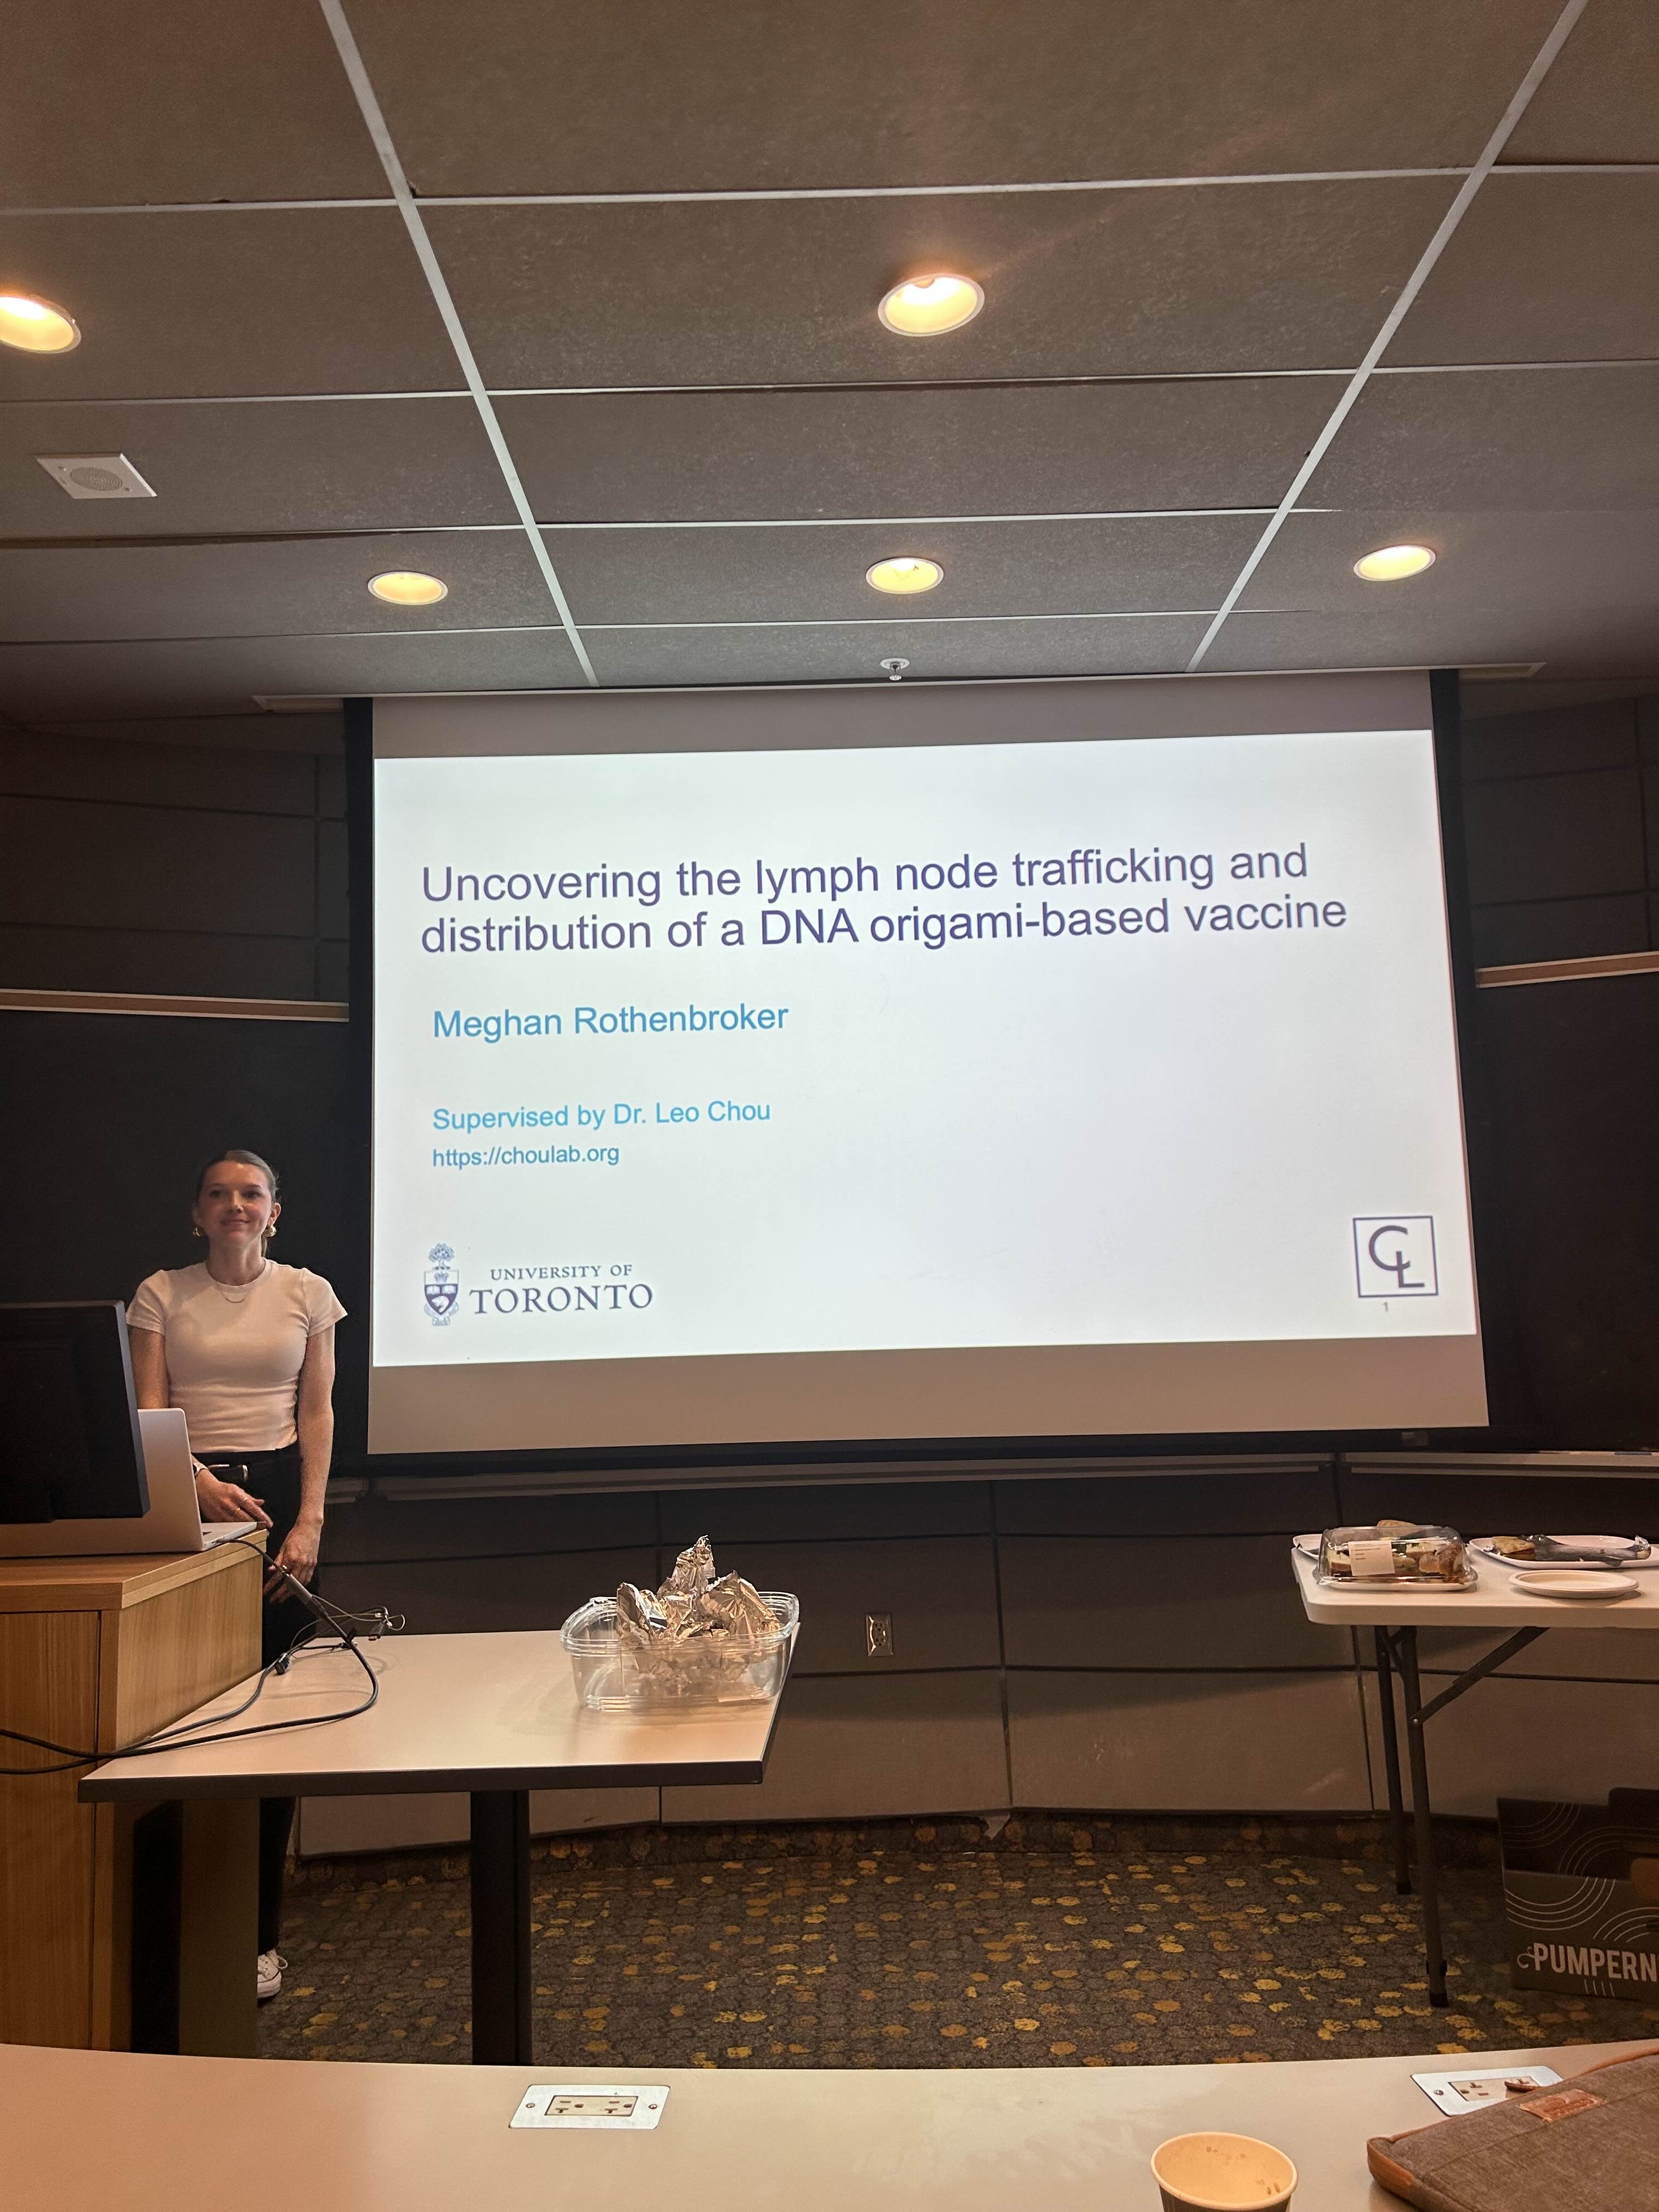 Uncovering the lymph node trafficking and
distribution of a DNA origami-based vaccine
Meghan Rothenbroker
Supervised by Dr. Leo Chou
https://choulab.org
UNIVERSITY OF
TORONTO
CL
1
PUMPERN